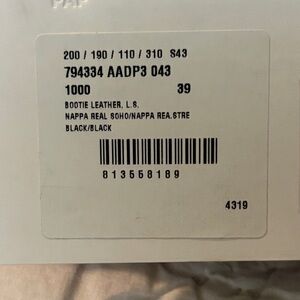 PAP
200 / 190 / 110 / 310 S43
794334 AADP3 043
1000 39
BOOTIE LEATHER, L.S.
NAPPA REAL SOHO/NAPPA REA.STRE
BLACK/BLACK
813558189
4319